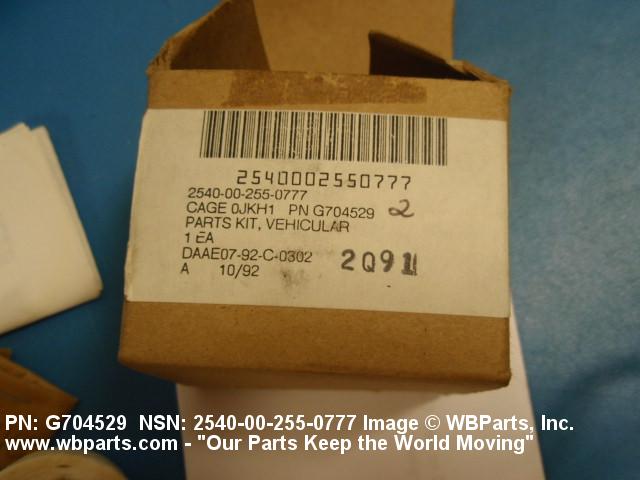 2540002550777
2540-00-255-0777
CAGE 0JKH1 PN G704529 2
PARTS KIT, VEHICULAR
1 EA
DAAE07-92-C-0302 2Q91
A 10/92
PN: G704529 NSN: 2540-00-255-0777 Image © WBParts, Inc.
www.wbparts.com - "Our Parts Keep the World Moving"